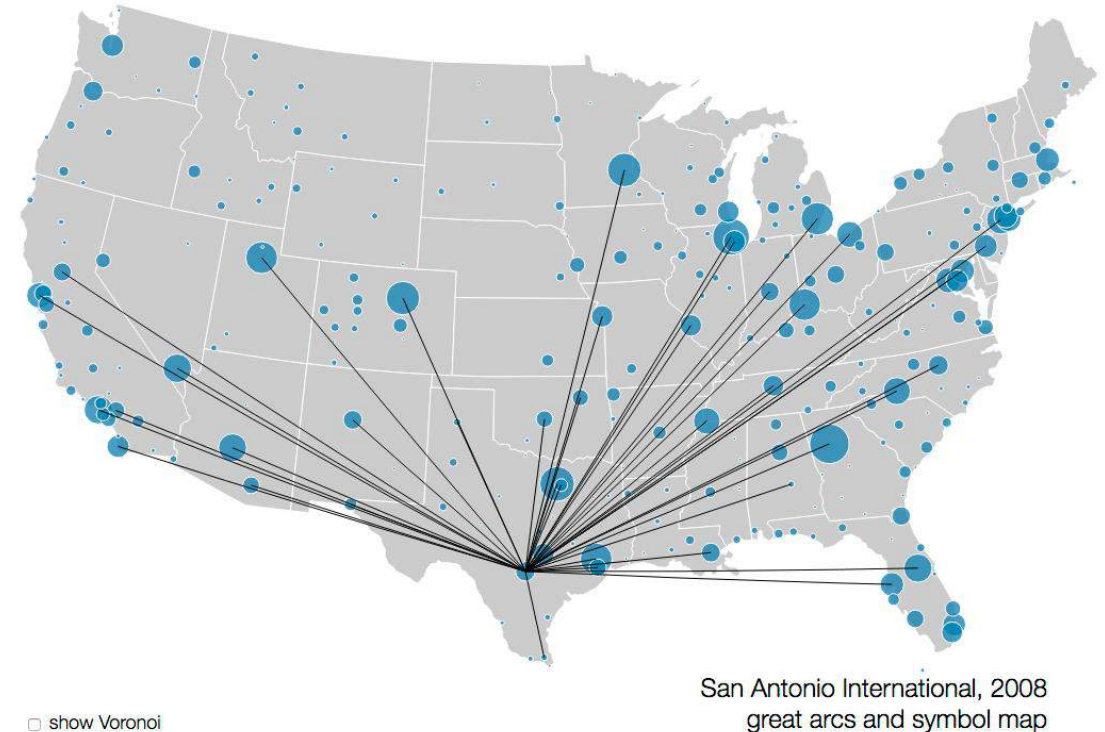 San Antonio International, 2008
great arcs and symbol map
show Voronoi